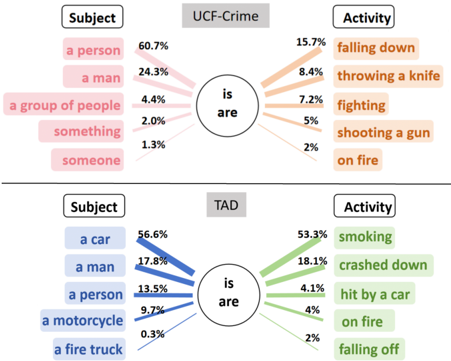 Subject UCF-Crime Activity
a person 60.7% 15.7% falling down
a man 24.3% 8.4% throwing a knife
a group of people 4.4% is are 7.2% fighting
something 2.0% 5% shooting a gun
someone 1.3% 2% on fire
Subject TAD Activity
a car 56.6% 53.3% smoking
a man 17.8% 18.1% crashed down
a person 13.5% is are 4.1% hit by a car
a motorcycle 9.7% 4% on fire
a fire truck 0.3% 2% falling off